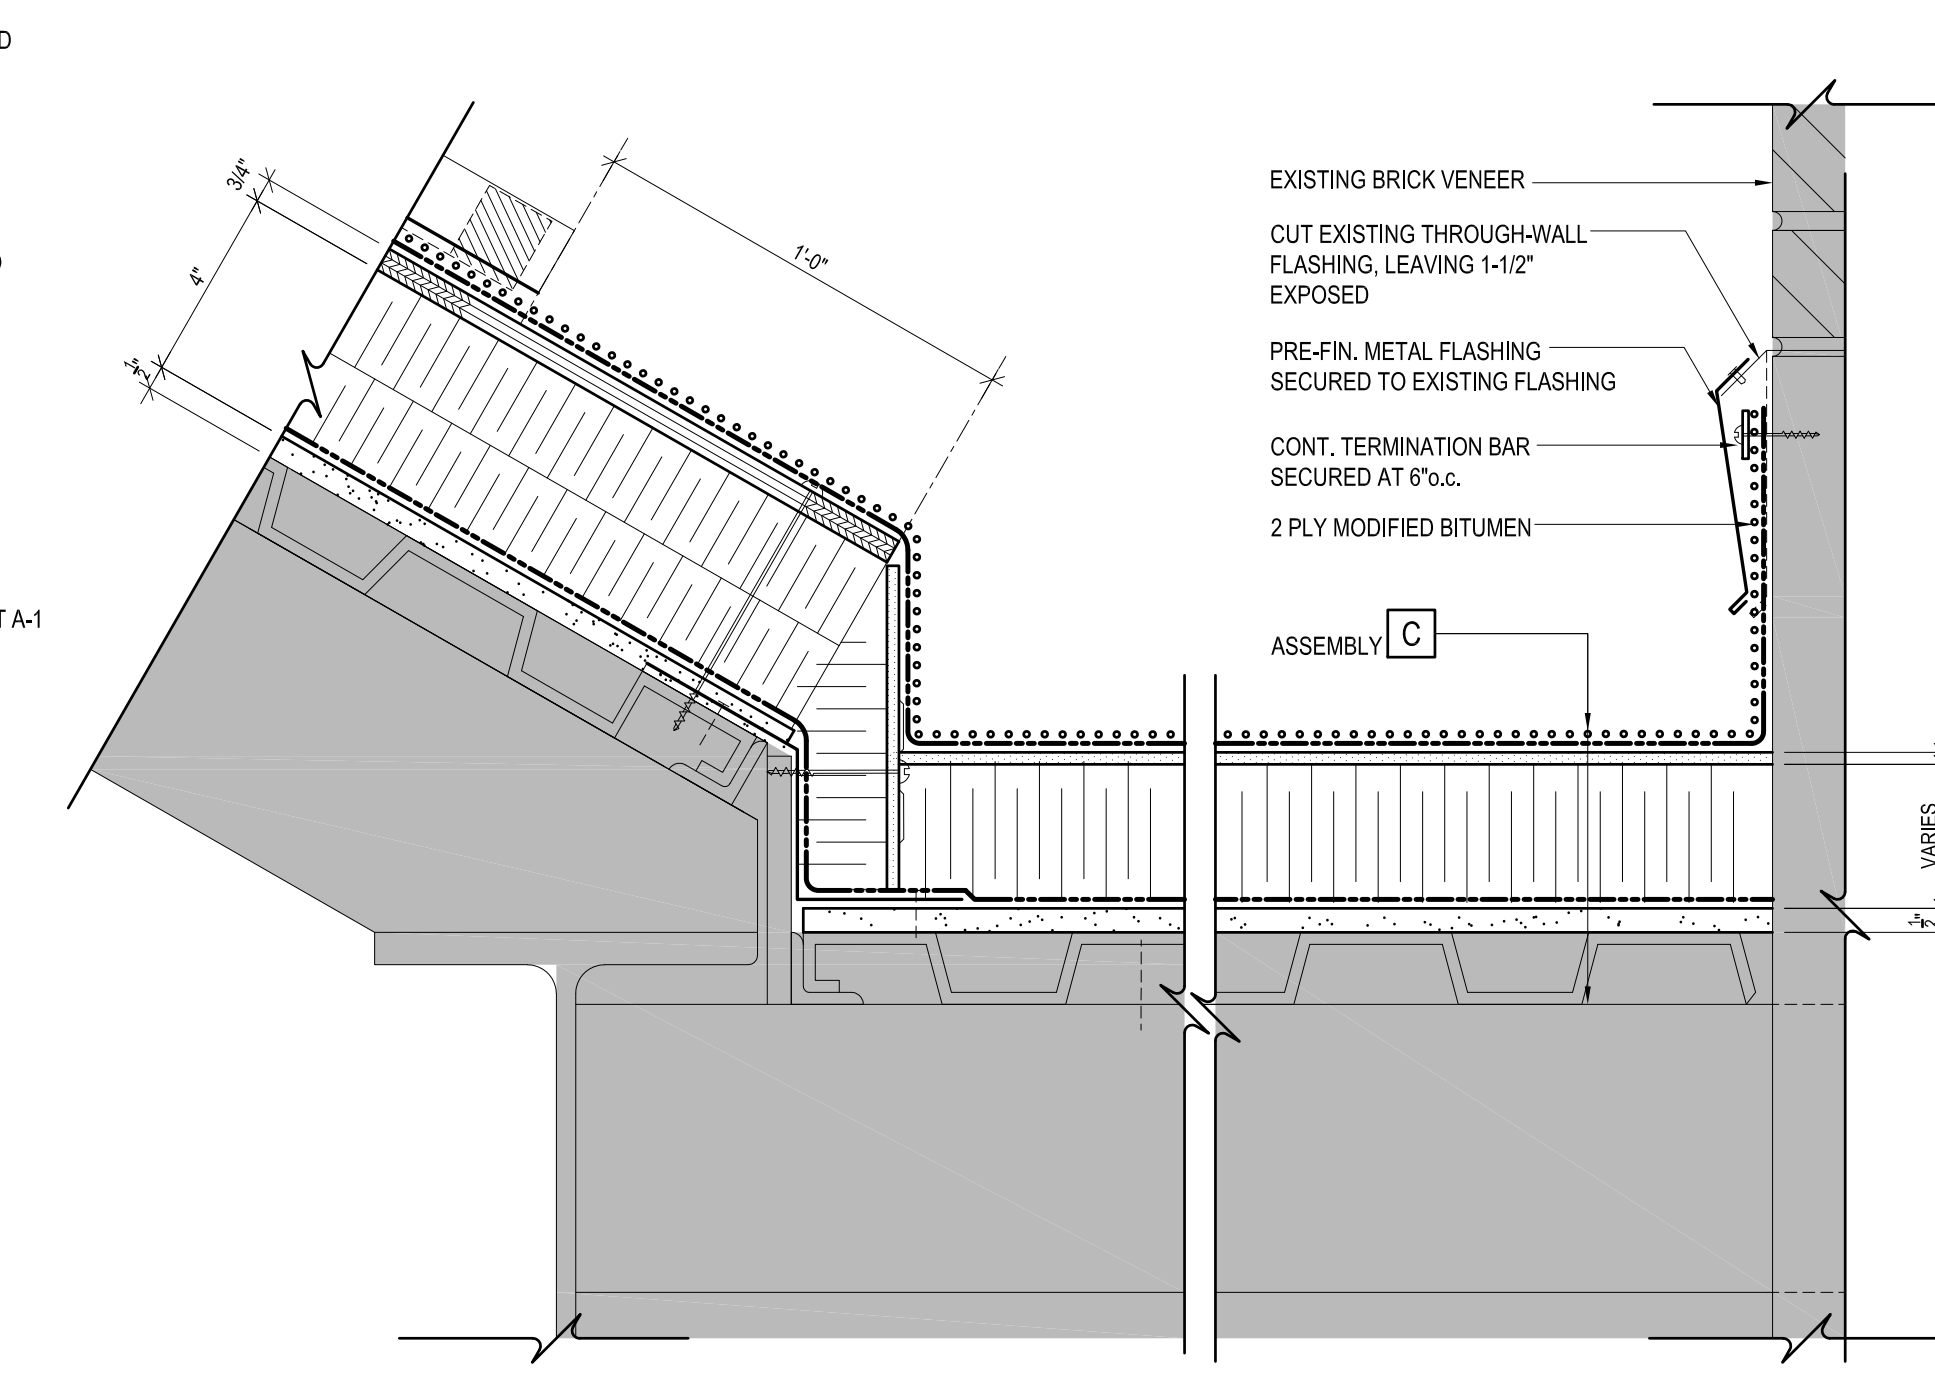 D
T A-1
3/4"
4"
1/2"
1'-0"
EXISTING BRICK VENEER
CUT EXISTING THROUGH-WALL
FLASHING, LEAVING 1-1/2"
EXPOSED
PRE-FIN. METAL FLASHING
SECURED TO EXISTING FLASHING
CONT. TERMINATION BAR
SECURED AT 6"o.c.
2 PLY MODIFIED BITUMEN
ASSEMBLY C
VARIES
1/2"